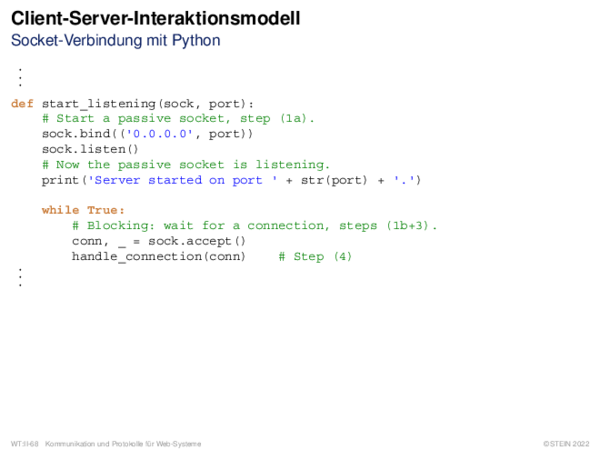 Client-Server-Interaktionsmodell
Socket-Verbindung mit Python
def start_listening(sock, port):
    # Start a passive socket, step (1a).
    sock.bind(('0.0.0.0', port))
    sock.listen()
    # Now the passive socket is listening.
    print('Server started on port ' + str(port) + '.')
    while True:
        # Blocking: wait for a connection, steps (1b+3).
        conn, _ = sock.accept()
        handle_connection(conn)    # Step (4)
WT:II-68 Kommunikation und Protokolle für Web-Systeme ©STEIN 2022